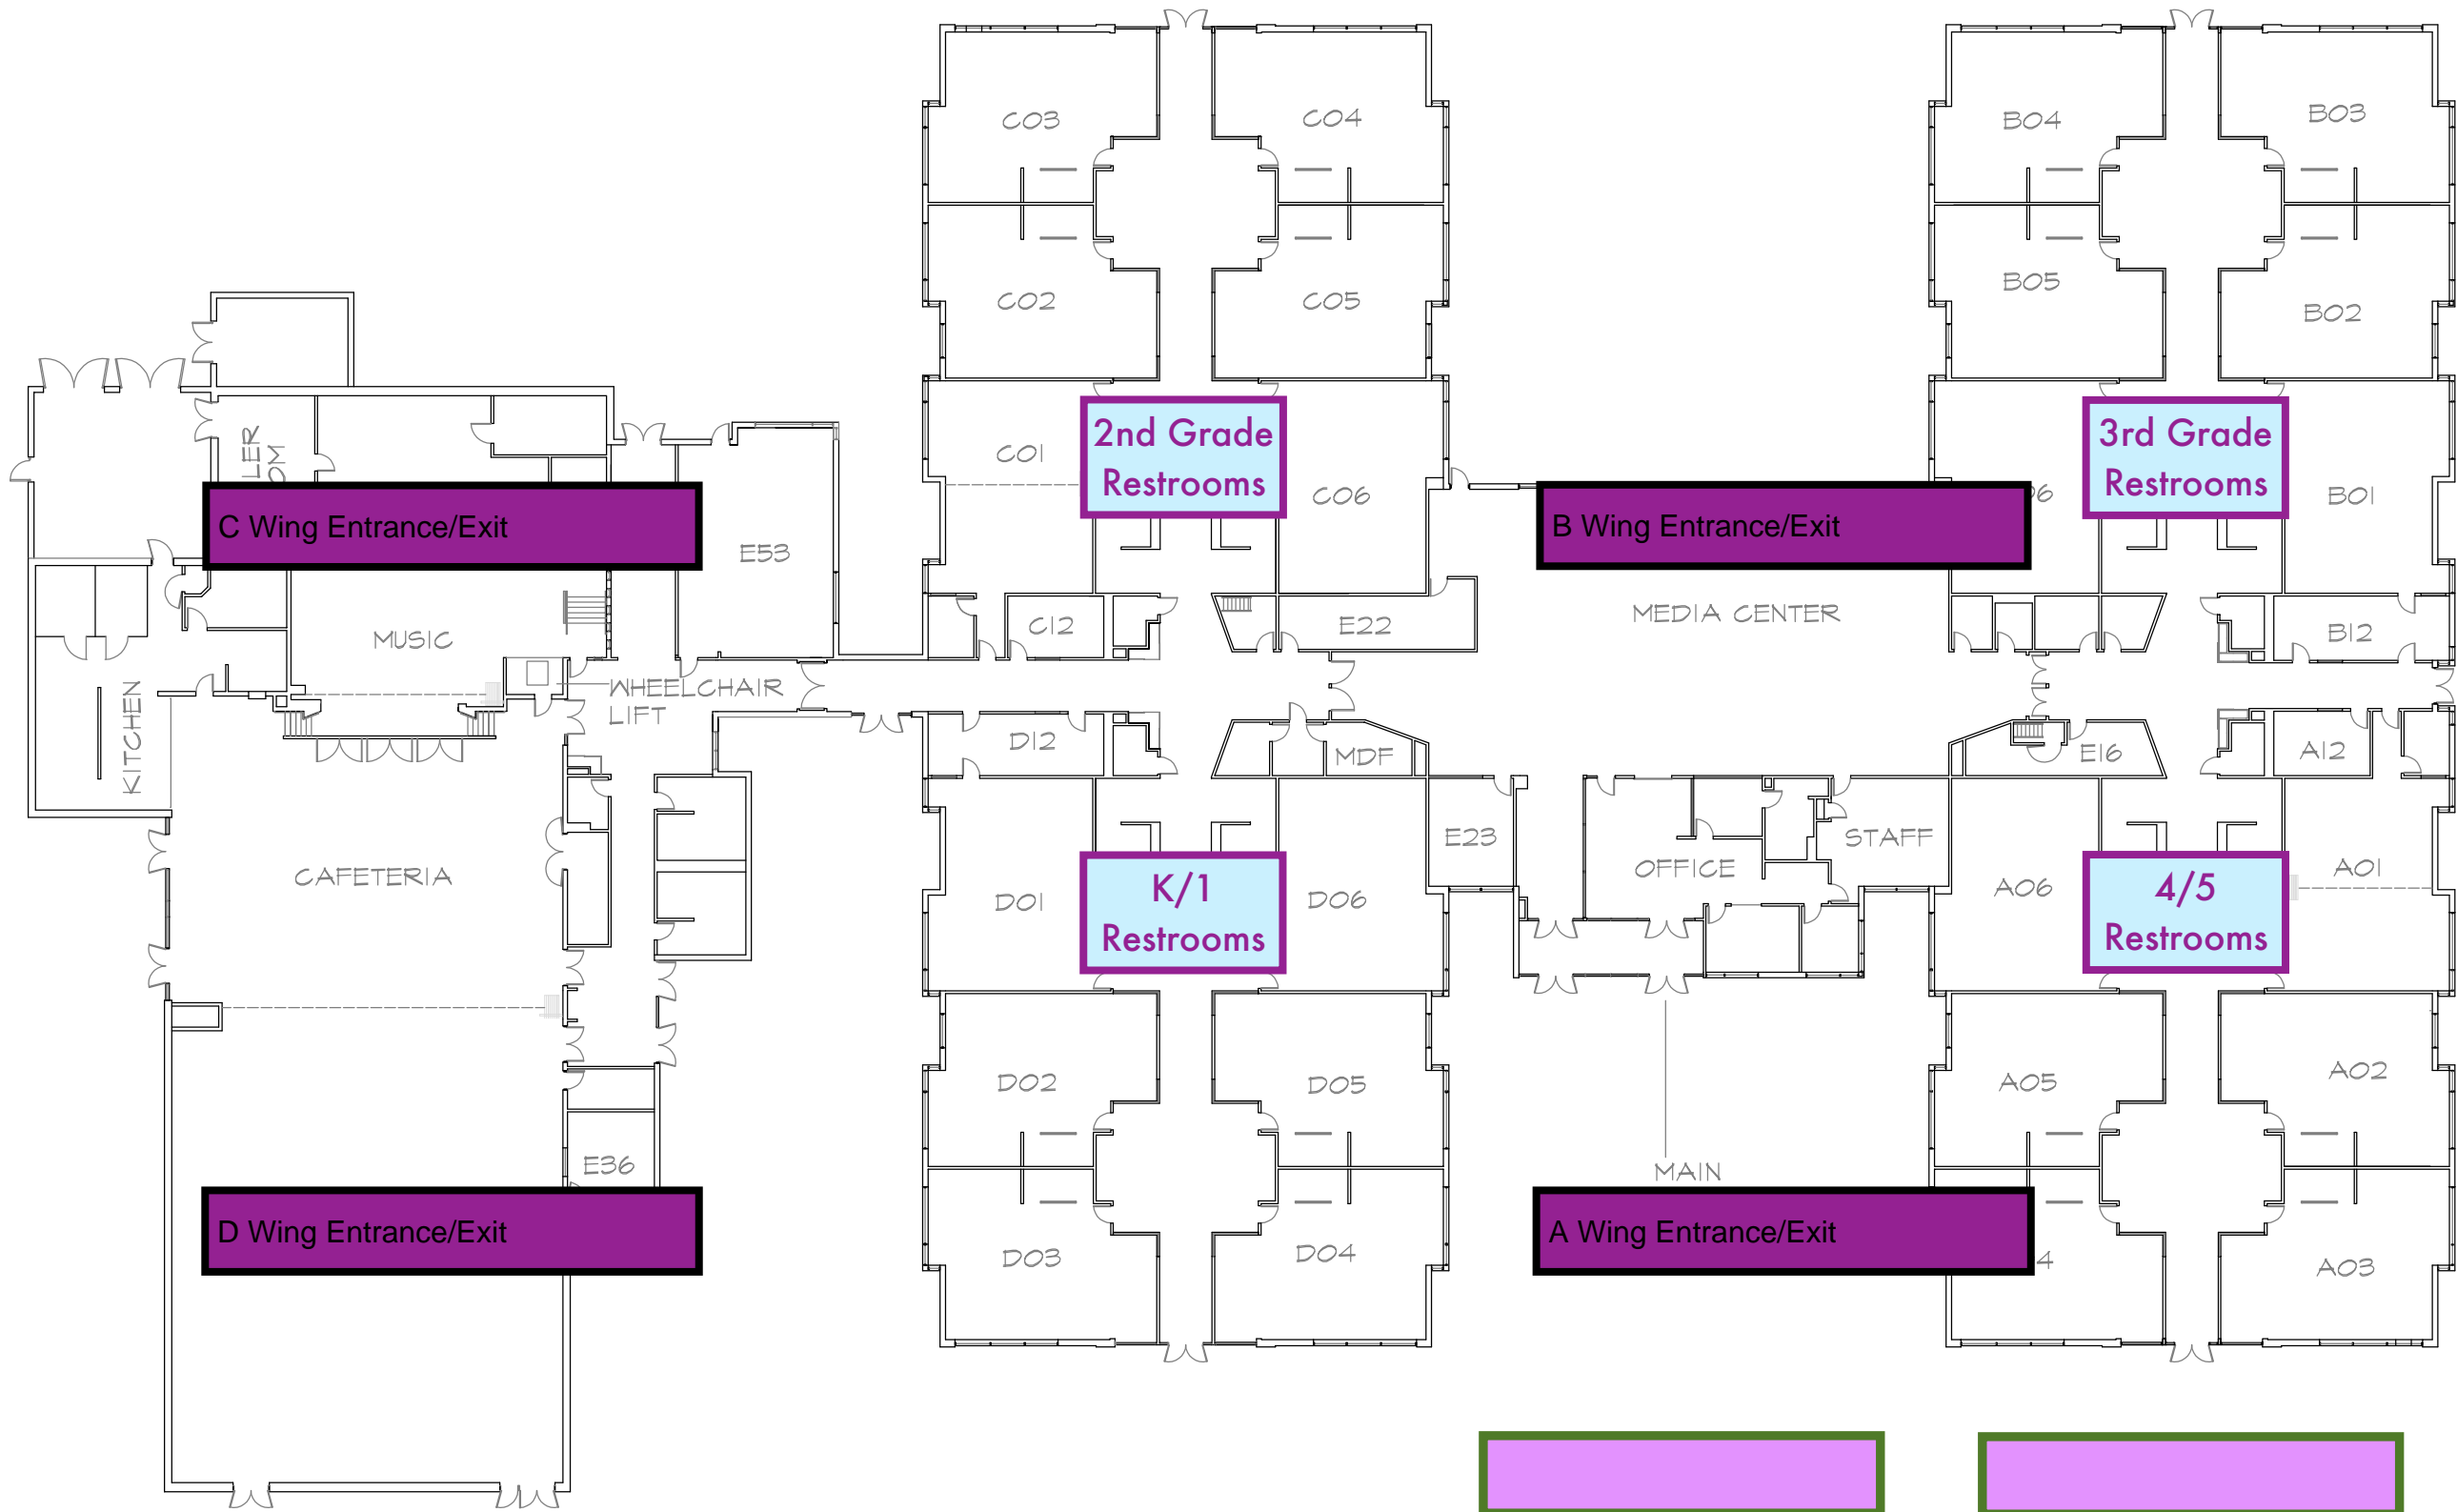 C03
C04
B04
B03
C02
C05
B05
B02
2nd Grade
Restrooms
3rd Grade
Restrooms
C01
C06
B01
C Wing Entrance/Exit
B Wing Entrance/Exit
E53
MUSIC
C12
E22
MEDIA CENTER
B12
WHEELCHAIR
LIFT
KITCHEN
D12
MDF
E16
A12
CAFETERIA
E23
OFFICE
STAFF
D01
K/1
Restrooms
D06
A06
4/5
Restrooms
A01
D02
D05
A05
A02
E36
MAIN
D Wing Entrance/Exit
A Wing Entrance/Exit
D03
D04
A03